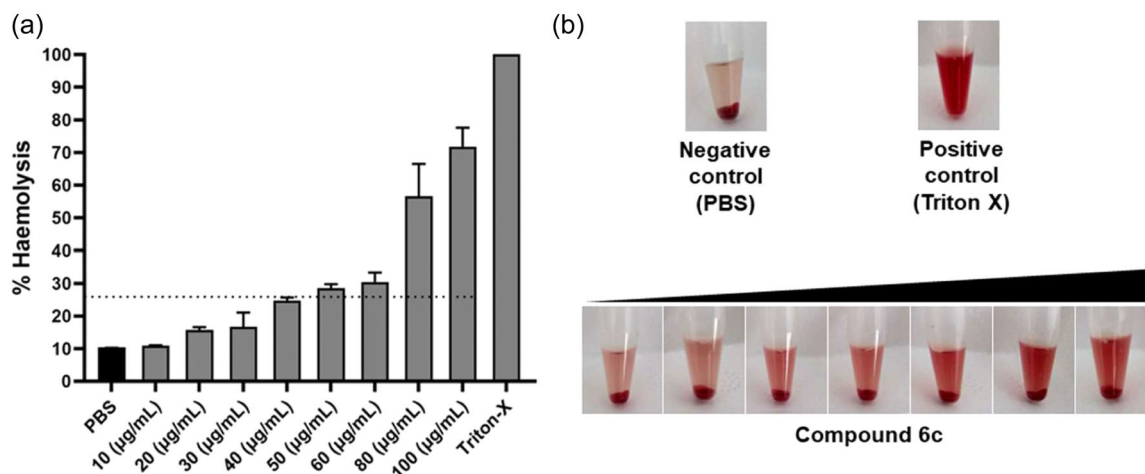 (a)
% Haemolysis
100
90
80
70
60
50
40
30
20
10
0
PBS
10 (µg/mL)
20 (µg/mL)
30 (µg/mL)
40 (µg/mL)
50 (µg/mL)
60 (µg/mL)
80 (µg/mL)
100 (µg/mL)
Triton-X
(b)
Negative
control
(PBS)
Positive
control
(Triton X)
Compound 6c